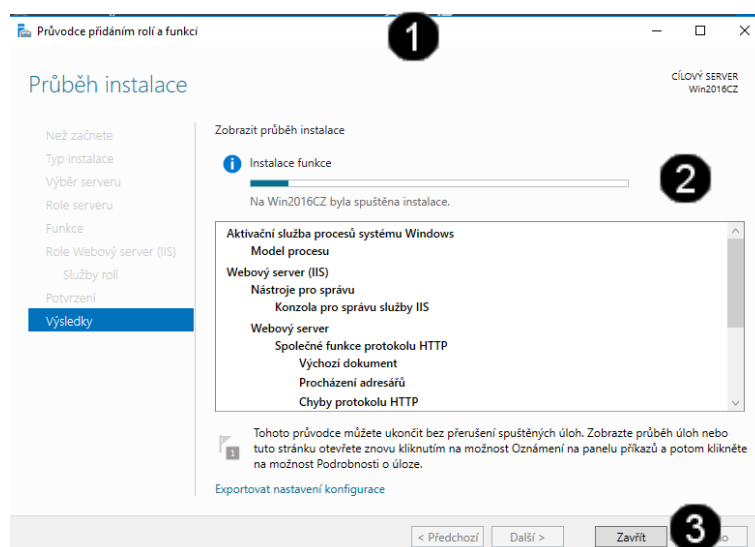 1
Průvodce přidáním rolí a funkcí
Průběh instalace
CÍLOVÝ SERVER
Win2016CZ
Než začnete
Typ instalace
Výběr serveru
Role serveru
Funkce
Role Webový server (IIS)
Služby rolí
Potvrzení
Výsledky
Zobrazit průběh instalace
Instalace funkce
2
Na Win2016CZ byla spuštěna instalace.
Aktivační služba procesů systému Windows
Model procesu
Webový server (IIS)
Nástroje pro správu
Konzola pro správu služby IIS
Webový server
Společné funkce protokolu HTTP
Výchozí dokument
Procházení adresářů
Chyby protokolu HTTP
1
Tohoto průvodce můžete ukončit bez přerušení spuštěných úloh. Zobrazte průběh úloh nebo
tuto stránku otevřete znovu kliknutím na možnost Oznámení na panelu příkazů a potom klikněte
na možnost Podrobnosti o úloze.
Exportovat nastavení konfigurace
< Předchozí
Další >
Zavřít
3